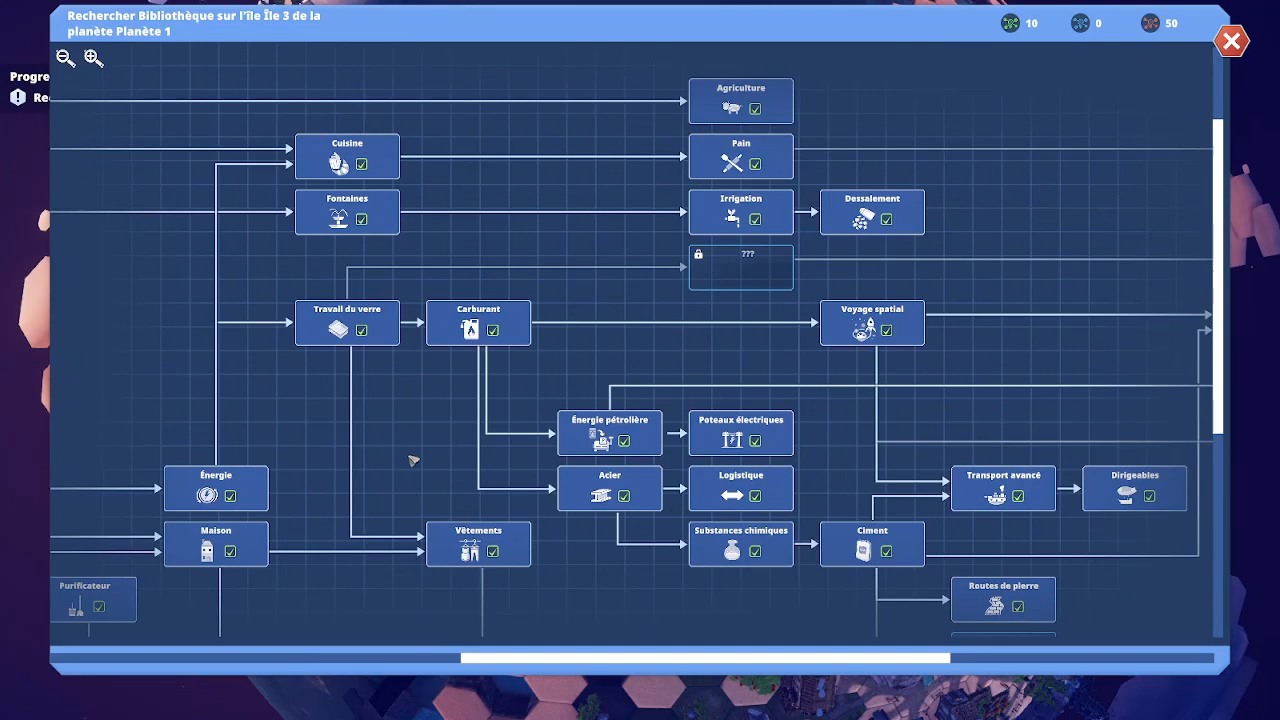 Rechercher Bibliothèque sur l'île Île 3 de la
planète Planète 1
10
0
50
Progre
Re
Agriculture
Cuisine
Pain
Fontaines
Irrigation
Dessalement
???
Travail du verre
Carburant
Voyage spatial
Énergie pétrolière
Poteaux électriques
Énergie
Acier
Logistique
Transport avancé
Dirigeables
Maison
Vêtements
Substances chimiques
Ciment
Purificateur
Routes de pierre